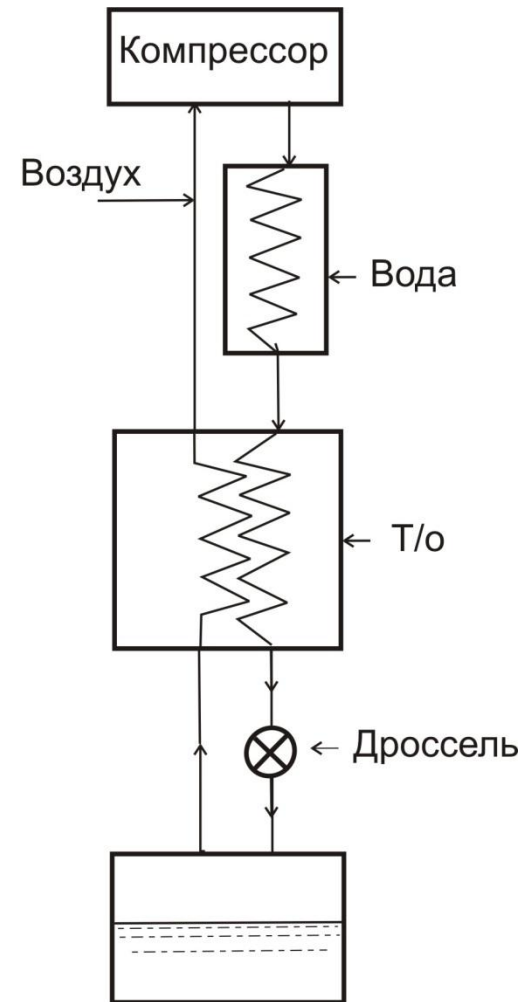 Компрессор
Воздух
Вода
Т/о
Дроссель